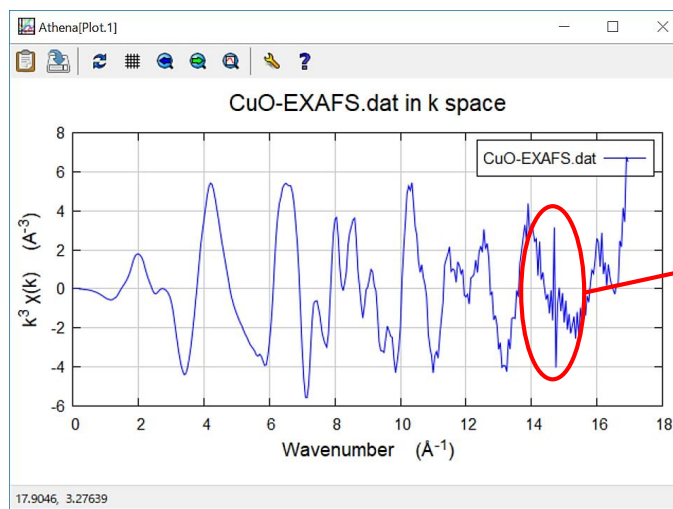 Athena[Plot.1]
CuO-EXAFS.dat in k space
CuO-EXAFS.dat
k³ χ(k) (A⁻³)
8
6
4
2
0
-2
-4
-6
0 2 4 6 8 10 12 14 16 18
Wavenumber (Å⁻¹)
17.9046, 3.27639